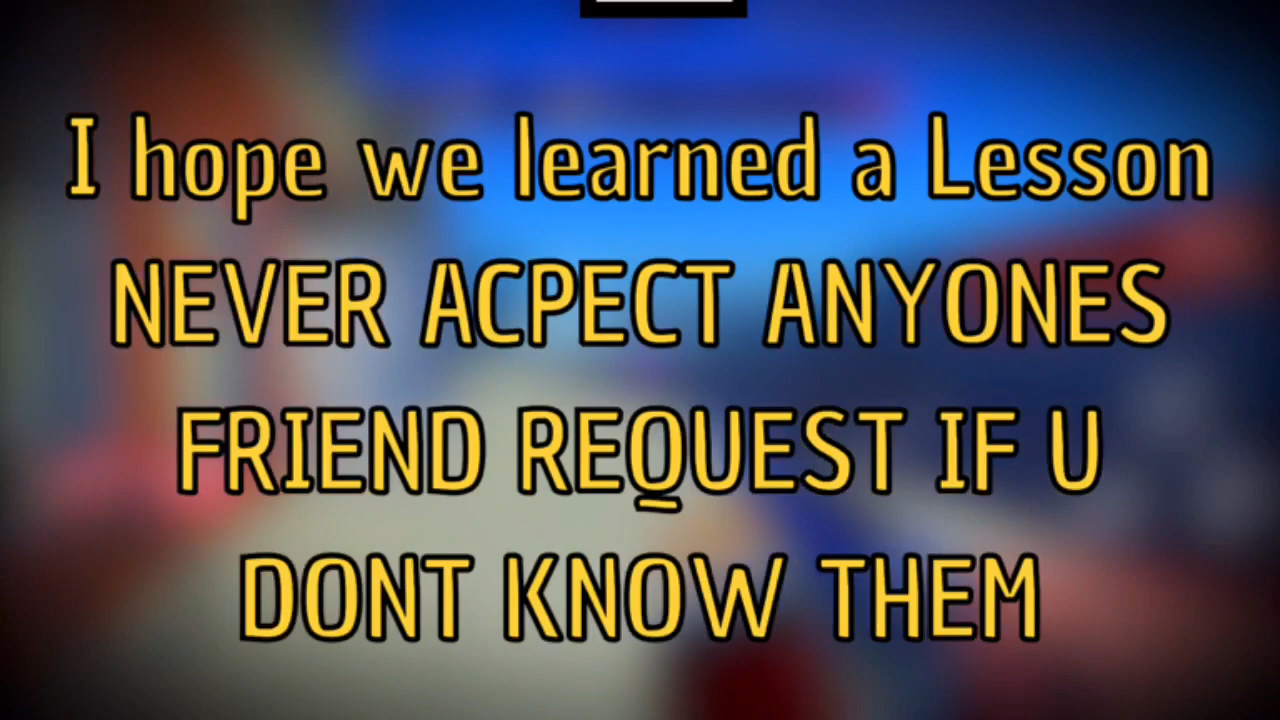 I hope we learned a Lesson
NEVER ACPECT ANYONES
FRIEND REQUEST IF U
DONT KNOW THEM